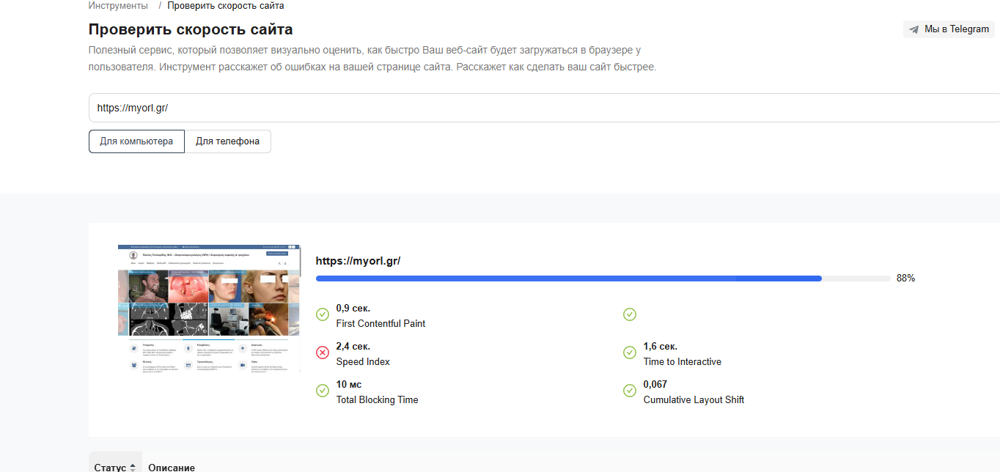 Инструменты / Проверить скорость сайта
Проверить скорость сайта
Мы в Telegram
Полезный сервис, который позволяет визуально оценить, как быстро Ваш веб-сайт будет загружаться в браузере у
пользователя. Инструмент расскажет об ошибках на вашей странице сайта. Расскажет как сделать ваш сайт быстрее.
https://myorl.gr/
Для компьютера Для телефона
https://myorl.gr/
88%
0,9 сек.
First Contentful Paint
2,4 сек.
Speed Index
1,6 сек.
Time to Interactive
10 мс
Total Blocking Time
0,067
Cumulative Layout Shift
Статус Описание